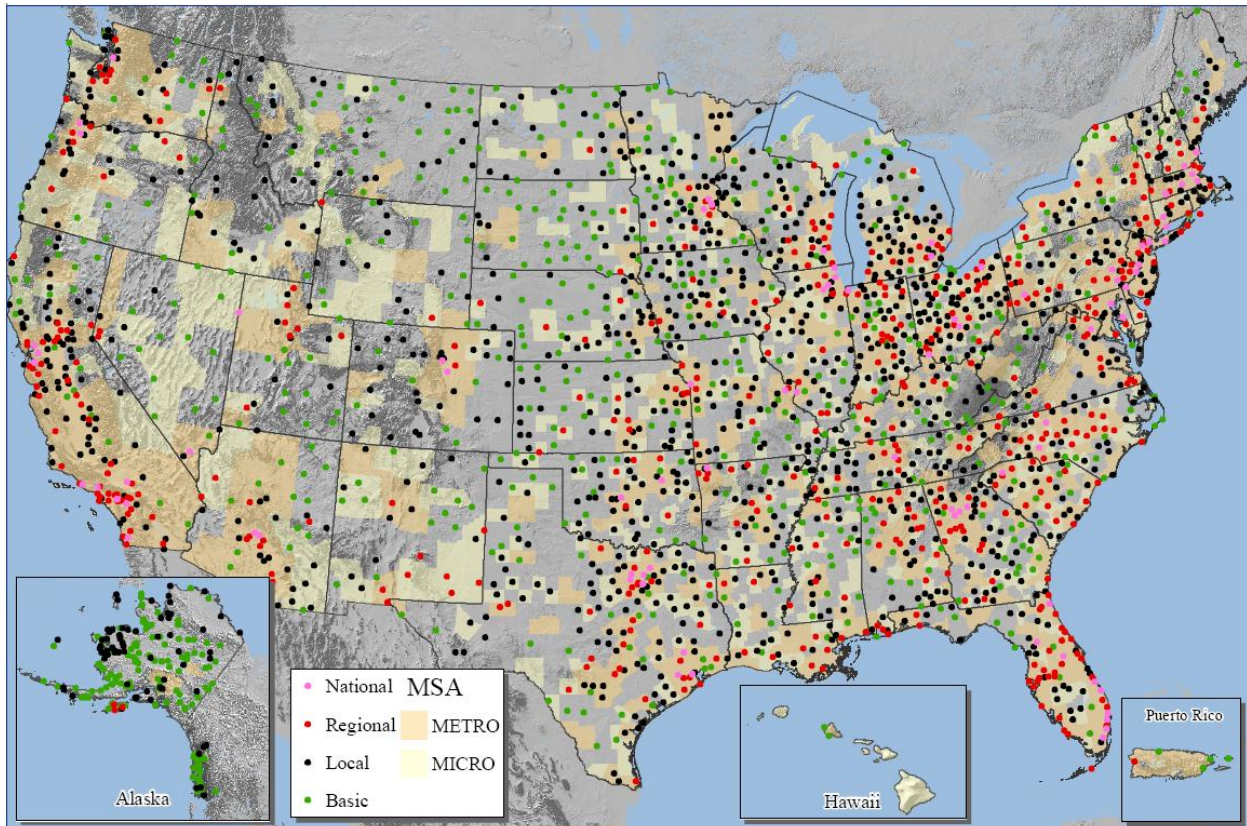 National MSA
Regional METRO
Local MICRO
Basic
Alaska
Hawaii
Puerto Rico